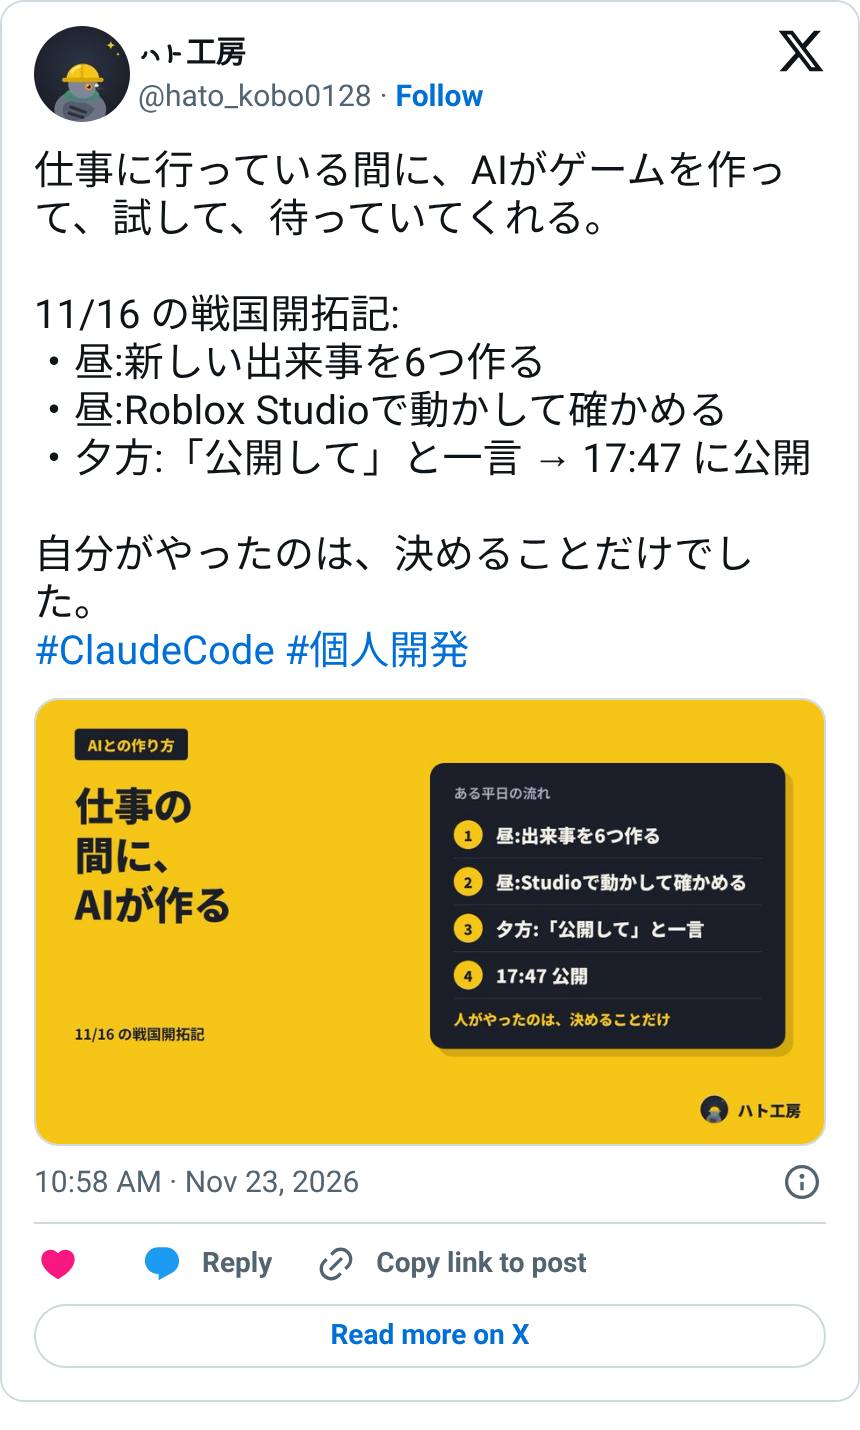 ハト工房
@hato_kobo0128 · Follow
仕事に行っている間に、AIがゲームを作っ
て、試して、待っていてくれる。
11/16 の戦国開拓記:
・昼:新しい出来事を6つ作る
・昼:Roblox Studioで動かして確かめる
・夕方:「公開して」と一言 → 17:47 に公開
自分がやったのは、決めることだけでし
た。
#ClaudeCode #個人開発
AIとの作り方
仕事の
間に、
AIが作る
11/16 の戦国開拓記
ある平日の流れ
1 昼:出来事を6つ作る
2 昼:Studioで動かして確かめる
3 夕方:「公開して」と一言
4 17:47 公開
人がやったのは、決めることだけ
ハト工房
10:58 AM · Nov 23, 2026
Reply
Copy link to post
Read more on X